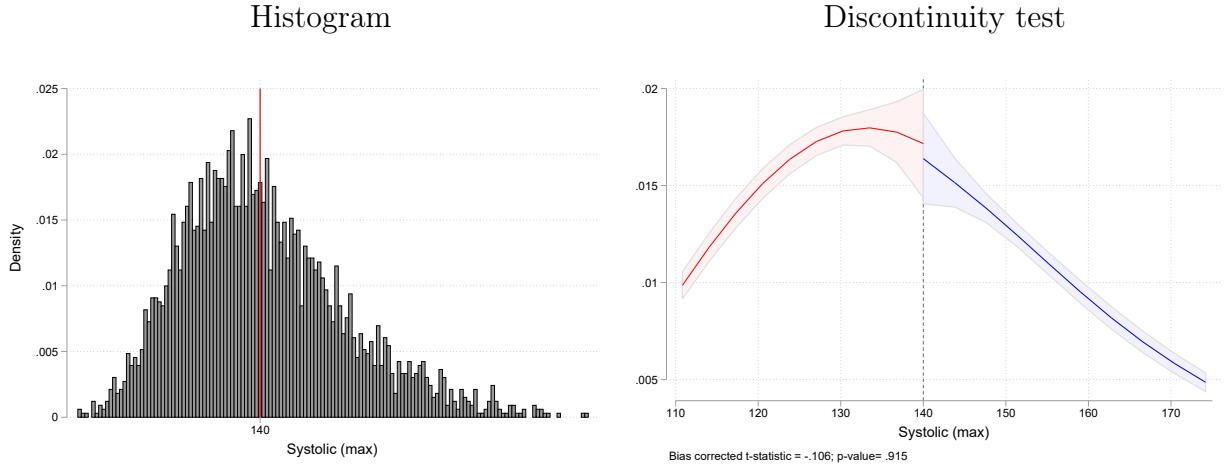 Histogram
Density
.025
.02
.015
.01
.005
0
140
Systolic (max)
Discontinuity test
.02
.015
.01
.005
110 120 130 140 150 160 170
Systolic (max)
Bias corrected t-statistic = -.106; p-value= .915